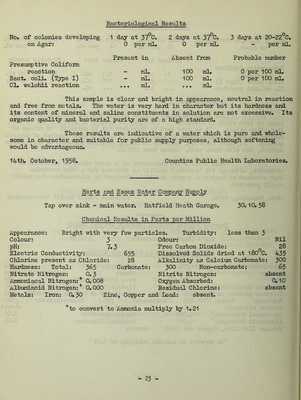 Bacteriological Results
No. of colonies developing 1 day at 37°C. 2 days at 37°C. 3 days at 20-22°C.
on Agar: 0 per ml. 0 per ml. - per ml.
Present in Absent from Probable number
Presumptive Coliform
reaction - ml. 100 ml. 0 per 100 ml.
Bact. coli. (Type I) - ml. 100 ml. 0 per 100 ml.
Cl. welchii reaction ... ml. ... ml.
This sample is clear and bright in appearance, neutral in reaction
and free from metals. The water is very hard in character but its hardness and
its content of mineral and saline constituents in solution are not excessive. Its
organic quality and bacterial purity are of a high standard.
These results are indicative of a water which is pure and whole-
some in character and suitable for public supply purposes, although softening
would be advantageous.
14th. October, 1958. Counties Public Health Laboratories.
Herts and Essex Water Company Supply
Tap over sink - main water. Hatfield Heath Garage. 30.10.58
Chemical Results in Parts per Million
Appearance: Bright with very few particles. Turbidity: less than 3
Colour: 3 Odour: Nil
pH: 7.3 Free Carbon Dioxide: 28
Electric Conductivity: 655 Dissolved Solids dried at 180°C. 435
Chlorine present as Chloride: 28 Alkalinity as Calcium Carbonate: 300
Hardness: Total: 365 Carbonate: 300 Non-carbonate: 65
Nitrate Nitrogen: 0.3 Nitrite Nitrogen: absent
Ammoniacal Nitrogen:+ 0.008 Oxygen Absorbed: 0.10
Albuminoid Nitrogen:+ 0.000 Residual Chlorine: absent
Metals: Iron: 0.30 Zinc, Copper and Lead: absent.
+to convert to Ammonia multiply by 1.21
- 23 -